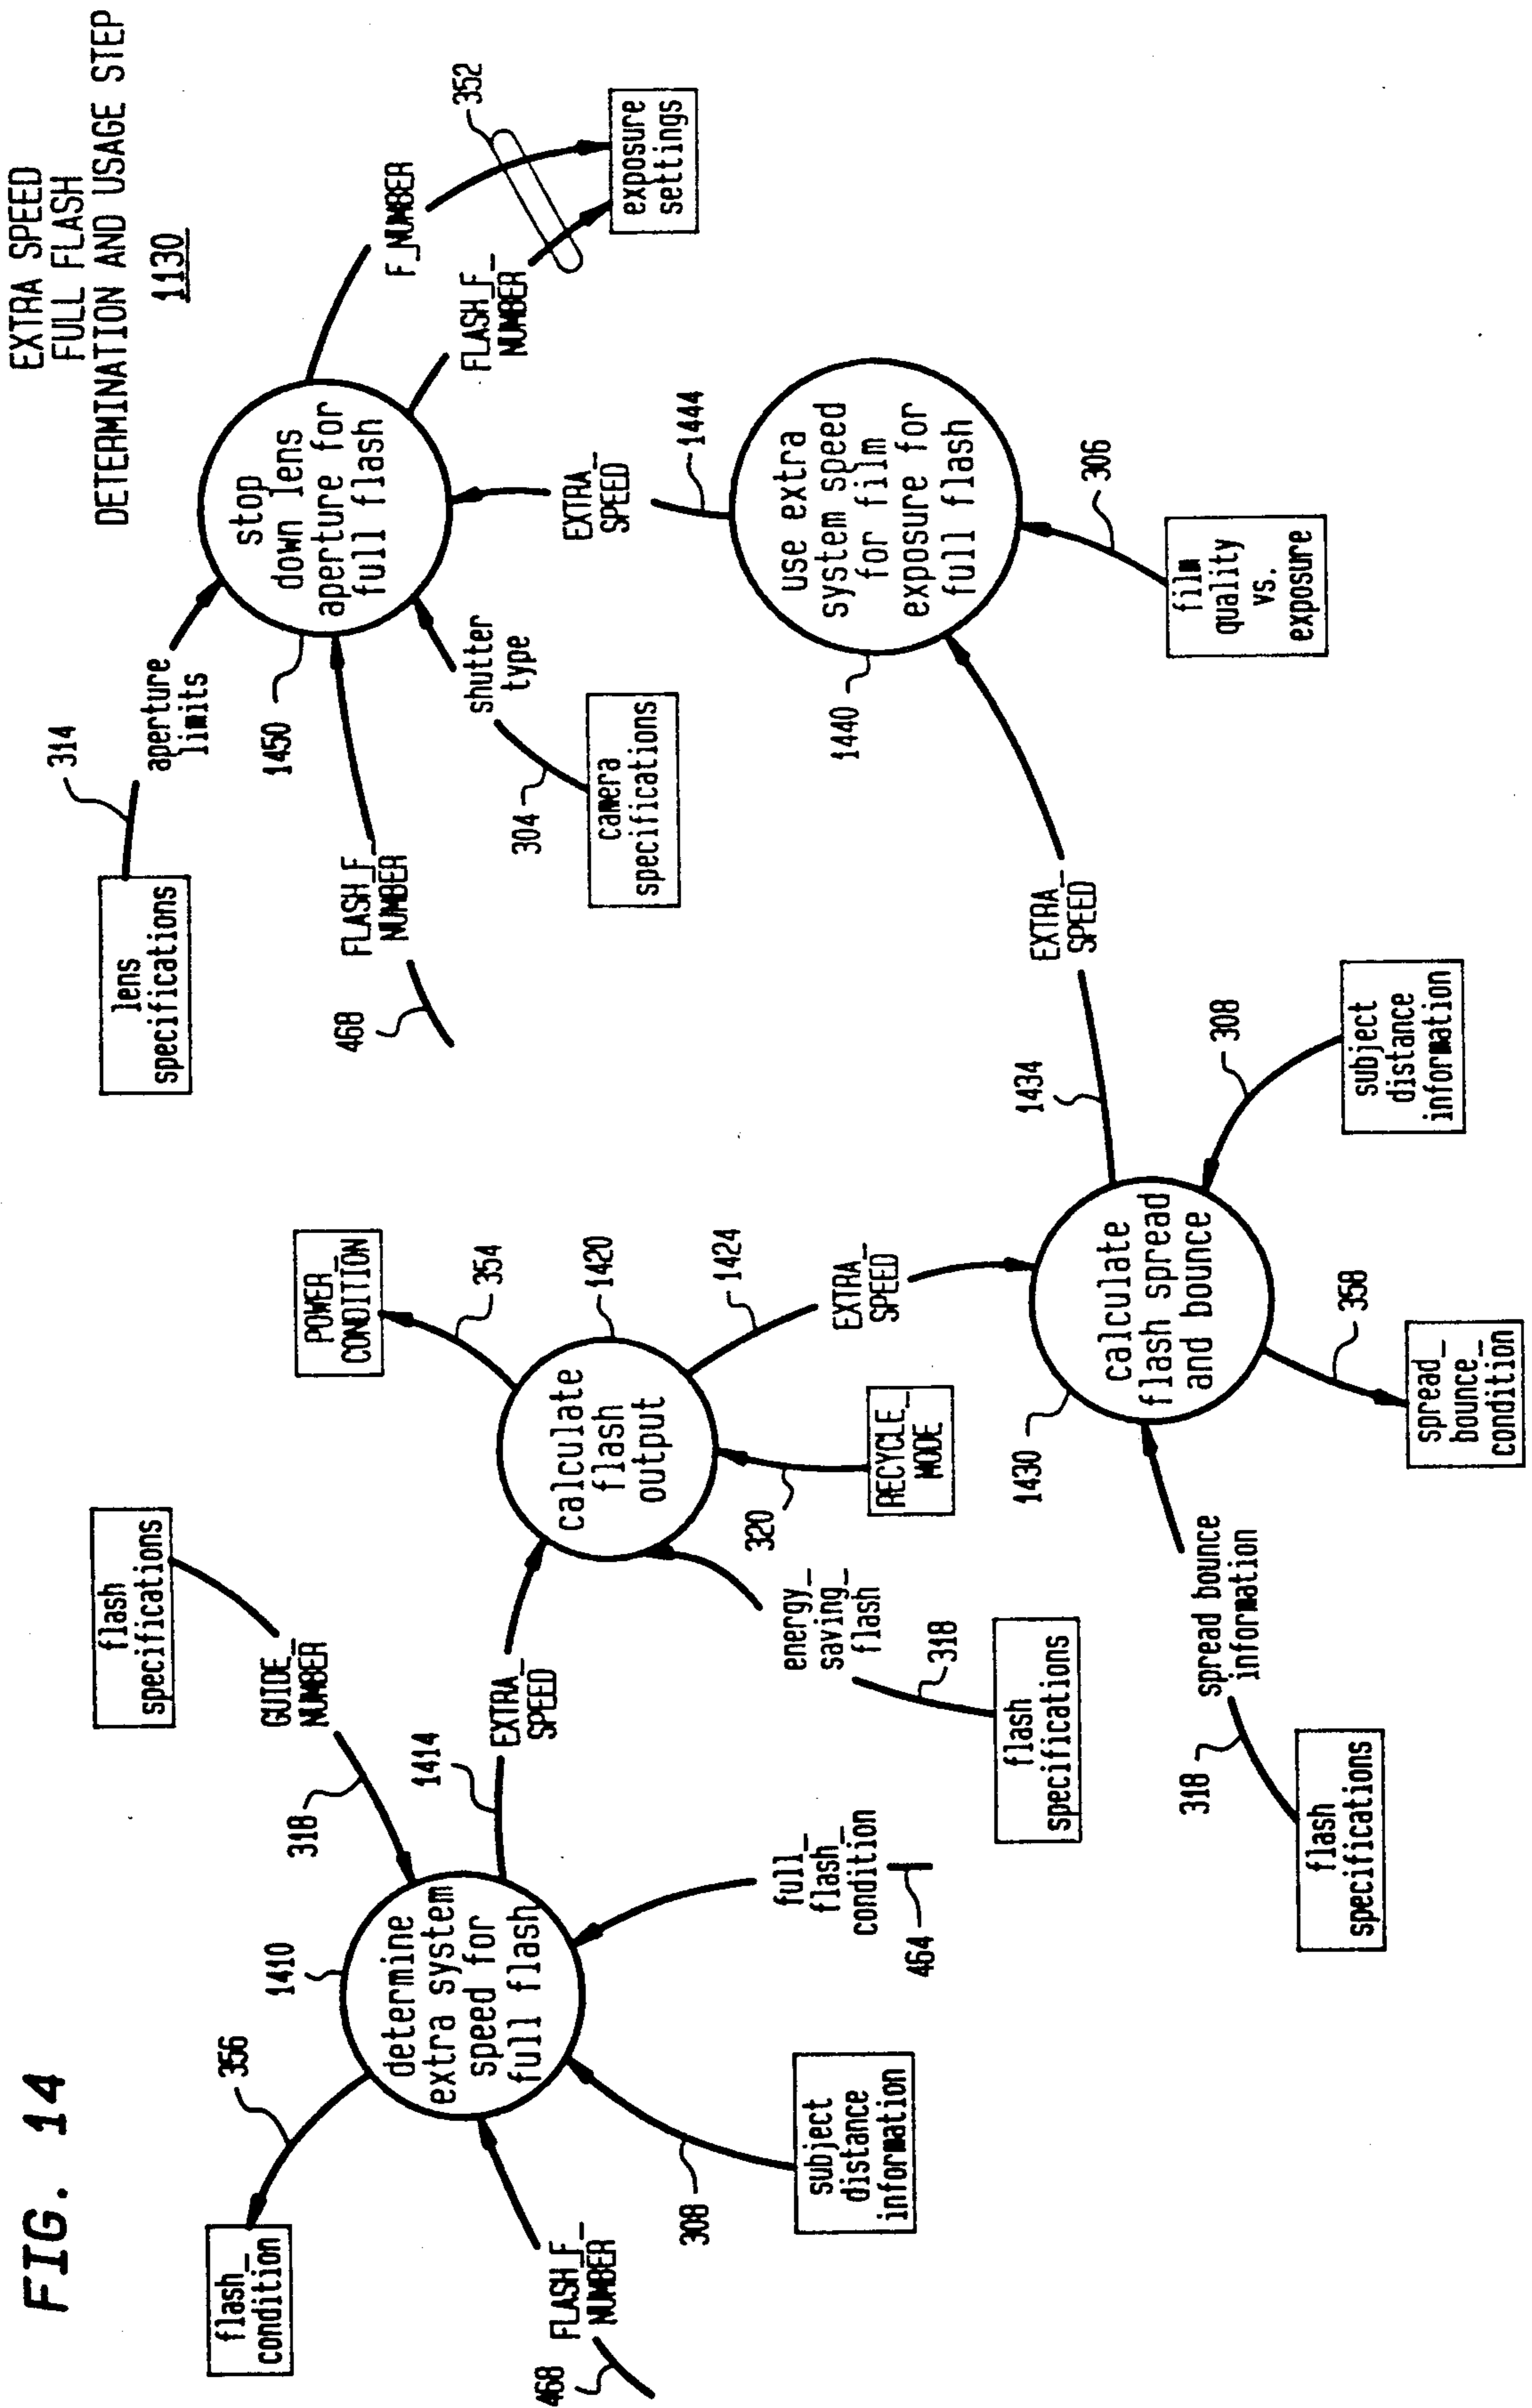 FIG. 14
EXTRA SPEED
FULL FLASH
DETERMINATION AND USAGE STEP
1130
flash_
condition
356
1410
determine
extra system
speed for
full flash
FLASH_F_
NUMBER
468
308
subject
distance
information
full_
flash_
condition
464
flash
specifications
GUIDE_
NUMBER
318
1414
EXTRA_
SPEED
POWER_
CONDITION
354
1420
calculate
flash
output
1424
EXTRA_
SPEED
320
RECYCLE_
MODE
energy_
saving_
flash
318
flash
specifications
1430
calculate
flash spread
and bounce
spread bounce
information
318
flash
specifications
358
spread_
bounce_
condition
308
subject
distance
information
1434
EXTRA_
SPEED
1440
use extra
system speed
for film
exposure for
full flash
306
film
quality
vs.
exposure
1444
EXTRA_
SPEED
lens
specifications
314
aperture
limits
1450
stop
down lens
aperture for
full flash
FLASH_F_
NUMBER
468
shutter
type
304
camera
specifications
F_NUMBER
FLASH_F_
NUMBER
352
exposure
settings